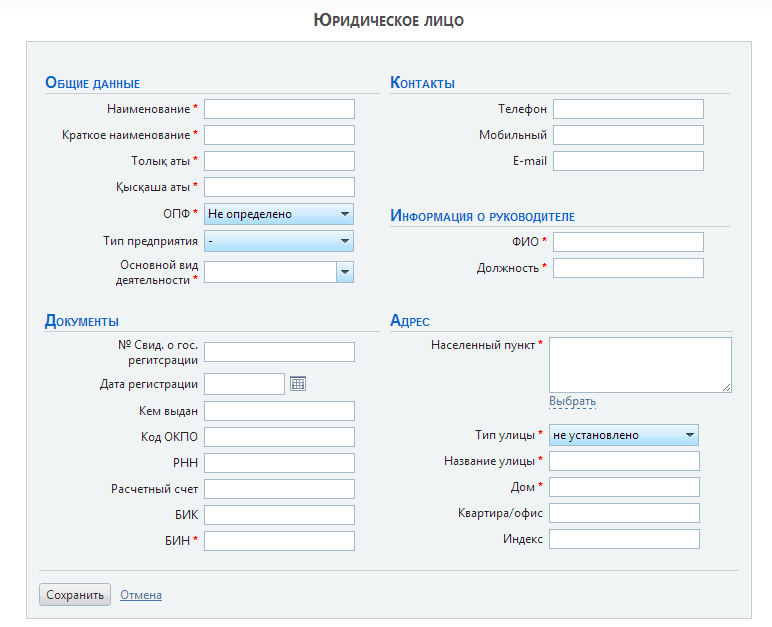 Юридическое лицо
Общие данные
Наименование *
Краткое наименование *
Толық аты *
Қысқаша аты *
ОПФ * Не определено
Тип предприятия -
Основной вид
деятельности *
Контакты
Телефон
Мобильный
E-mail
Информация о руководителе
ФИО *
Должность *
Документы
№ Свид. о гос.
регитсрации
Дата регистрации
Кем выдан
Код ОКПО
РНН
Расчетный счет
БИК
БИН *
Адрес
Населенный пункт *
Выбрать
Тип улицы * не установлено
Название улицы *
Дом *
Квартира/офис
Индекс
Сохранить Отмена